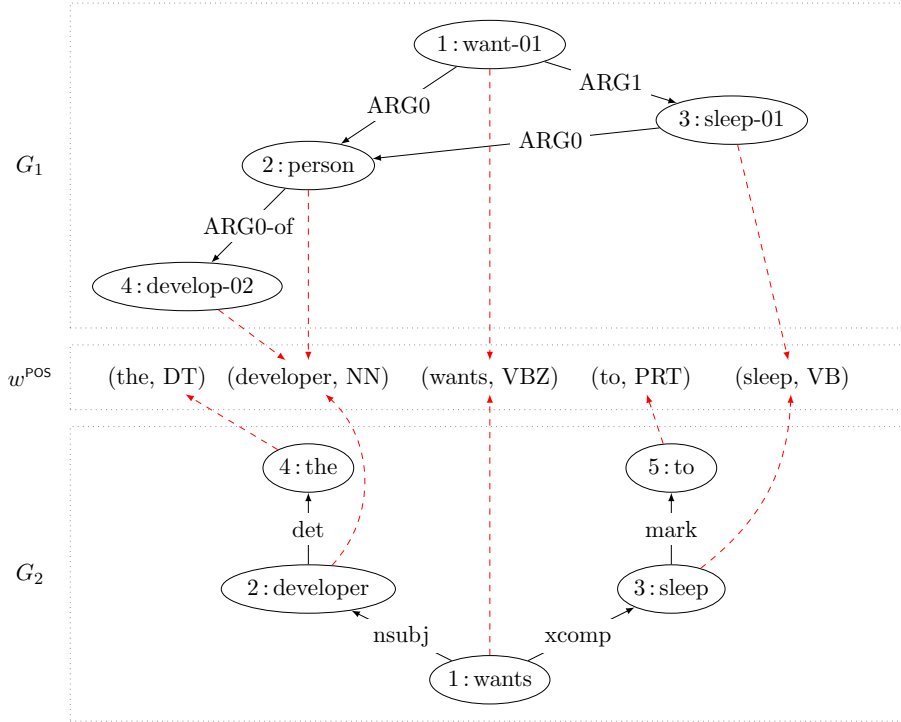 1 : want-01
ARG1
ARG0
3 : sleep-01
ARG0
G1
2 : person
ARG0-of
4 : develop-02
w^POS (the, DT) (developer, NN) (wants, VBZ) (to, PRT) (sleep, VB)
4 : the 5 : to
det mark
G2
2 : developer 3 : sleep
nsubj xcomp
1 : wants